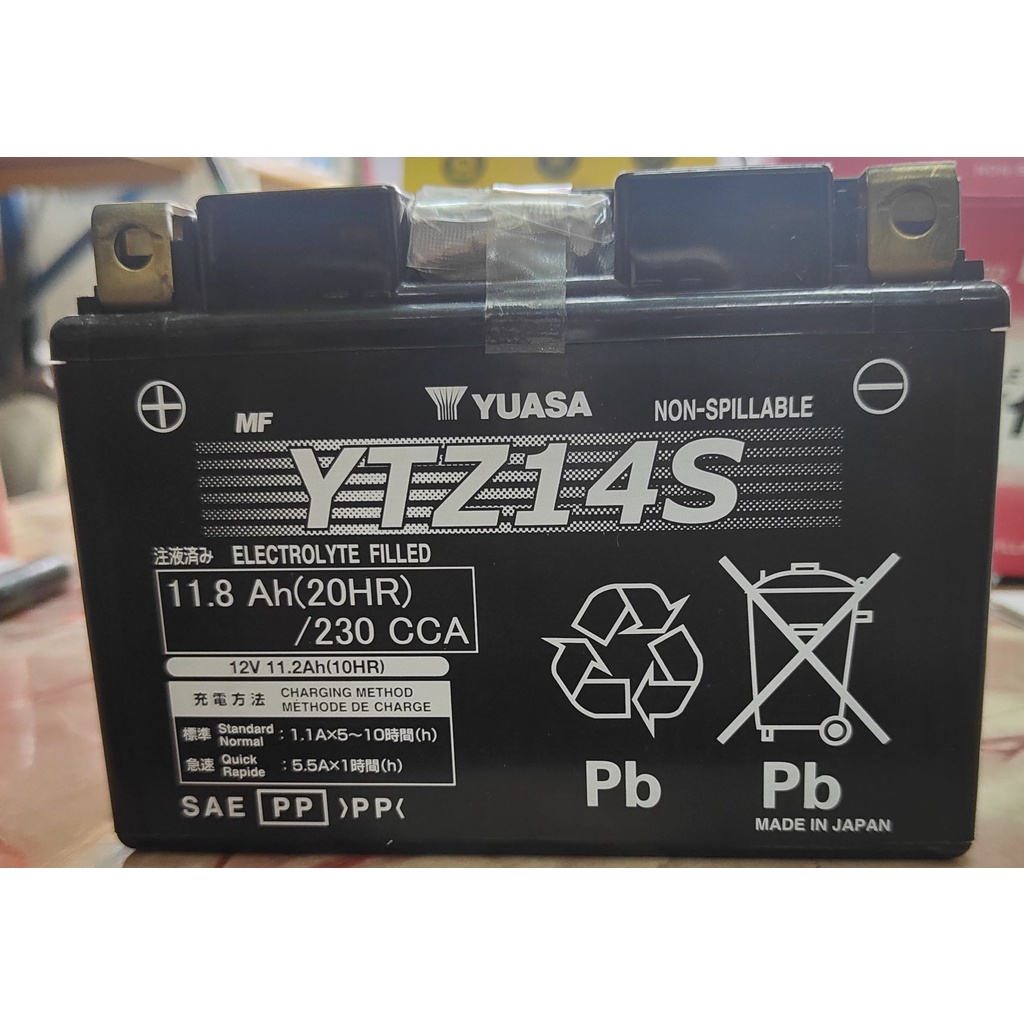 MF
YUASA
NON-SPILLABLE
YTZ14S
注液済み ELECTROLYTE FILLED
11.8 Ah(20HR)
/230 CCA
12V 11.2Ah(10HR)
充電方法 CHARGING METHOD
MÉTHODE DE CHARGE
標準 Standard Normal : 1.1A×5～10時間(h)
急速 Quick Rapide : 5.5A×1時間(h)
SAE PP >PP<
Pb
Pb
MADE IN JAPAN